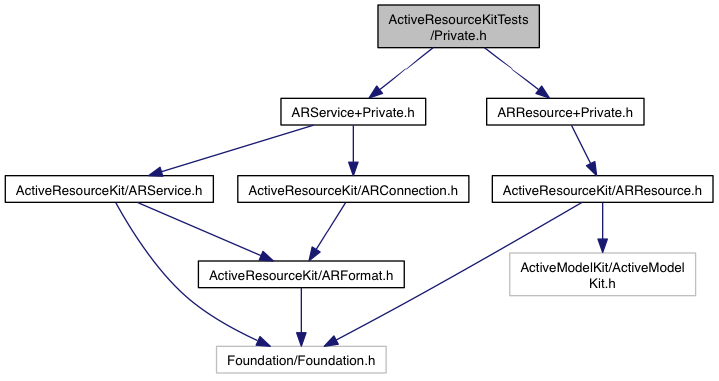 ActiveResourceKitTests
/Private.h
ARService+Private.h
ARResource+Private.h
ActiveResourceKit/ARService.h
ActiveResourceKit/ARConnection.h
ActiveResourceKit/ARResource.h
ActiveResourceKit/ARFormat.h
ActiveModelKit/ActiveModel
Kit.h
Foundation/Foundation.h